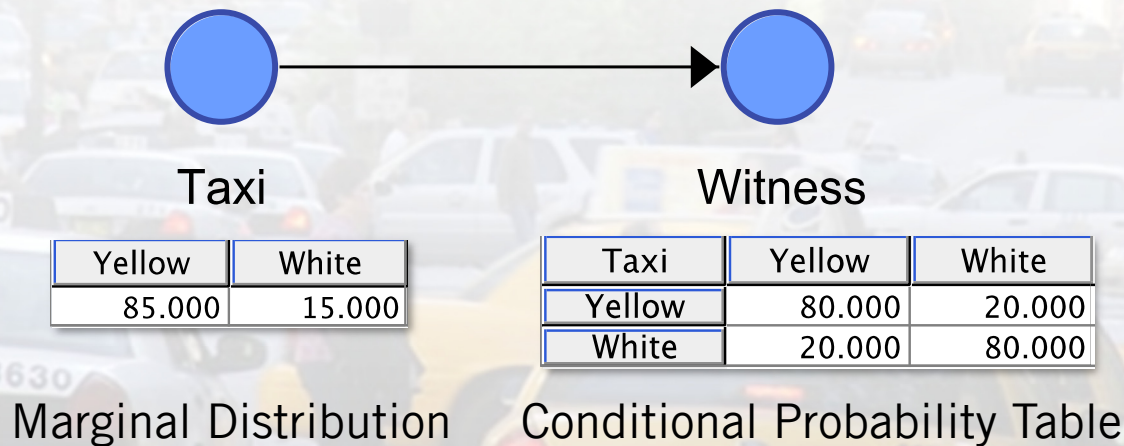 Taxi Witness
Yellow White
85.000 15.000
Taxi Yellow White
Yellow 80.000 20.000
White 20.000 80.000
3630
Marginal Distribution Conditional Probability Table